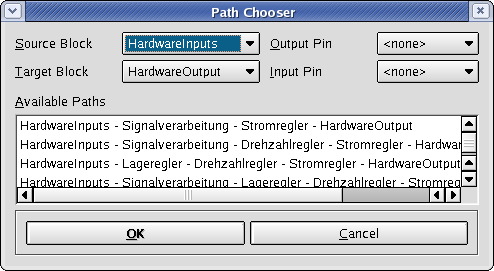 Path Chooser
Source Block HardwareInputs Output Pin <none>
Target Block HardwareOutput Input Pin <none>
Available Paths
HardwareInputs - Signalverarbeitung - Stromregler - HardwareOutput
HardwareInputs - Signalverarbeitung - Drehzahlregler - Stromregler - Hardwar
HardwareInputs - Lageregler - Drehzahlregler - Stromregler - HardwareOutput
HardwareInputs - Signalverarbeitung - Lageregler - Drehzahlregler - Stromreg
OK Cancel